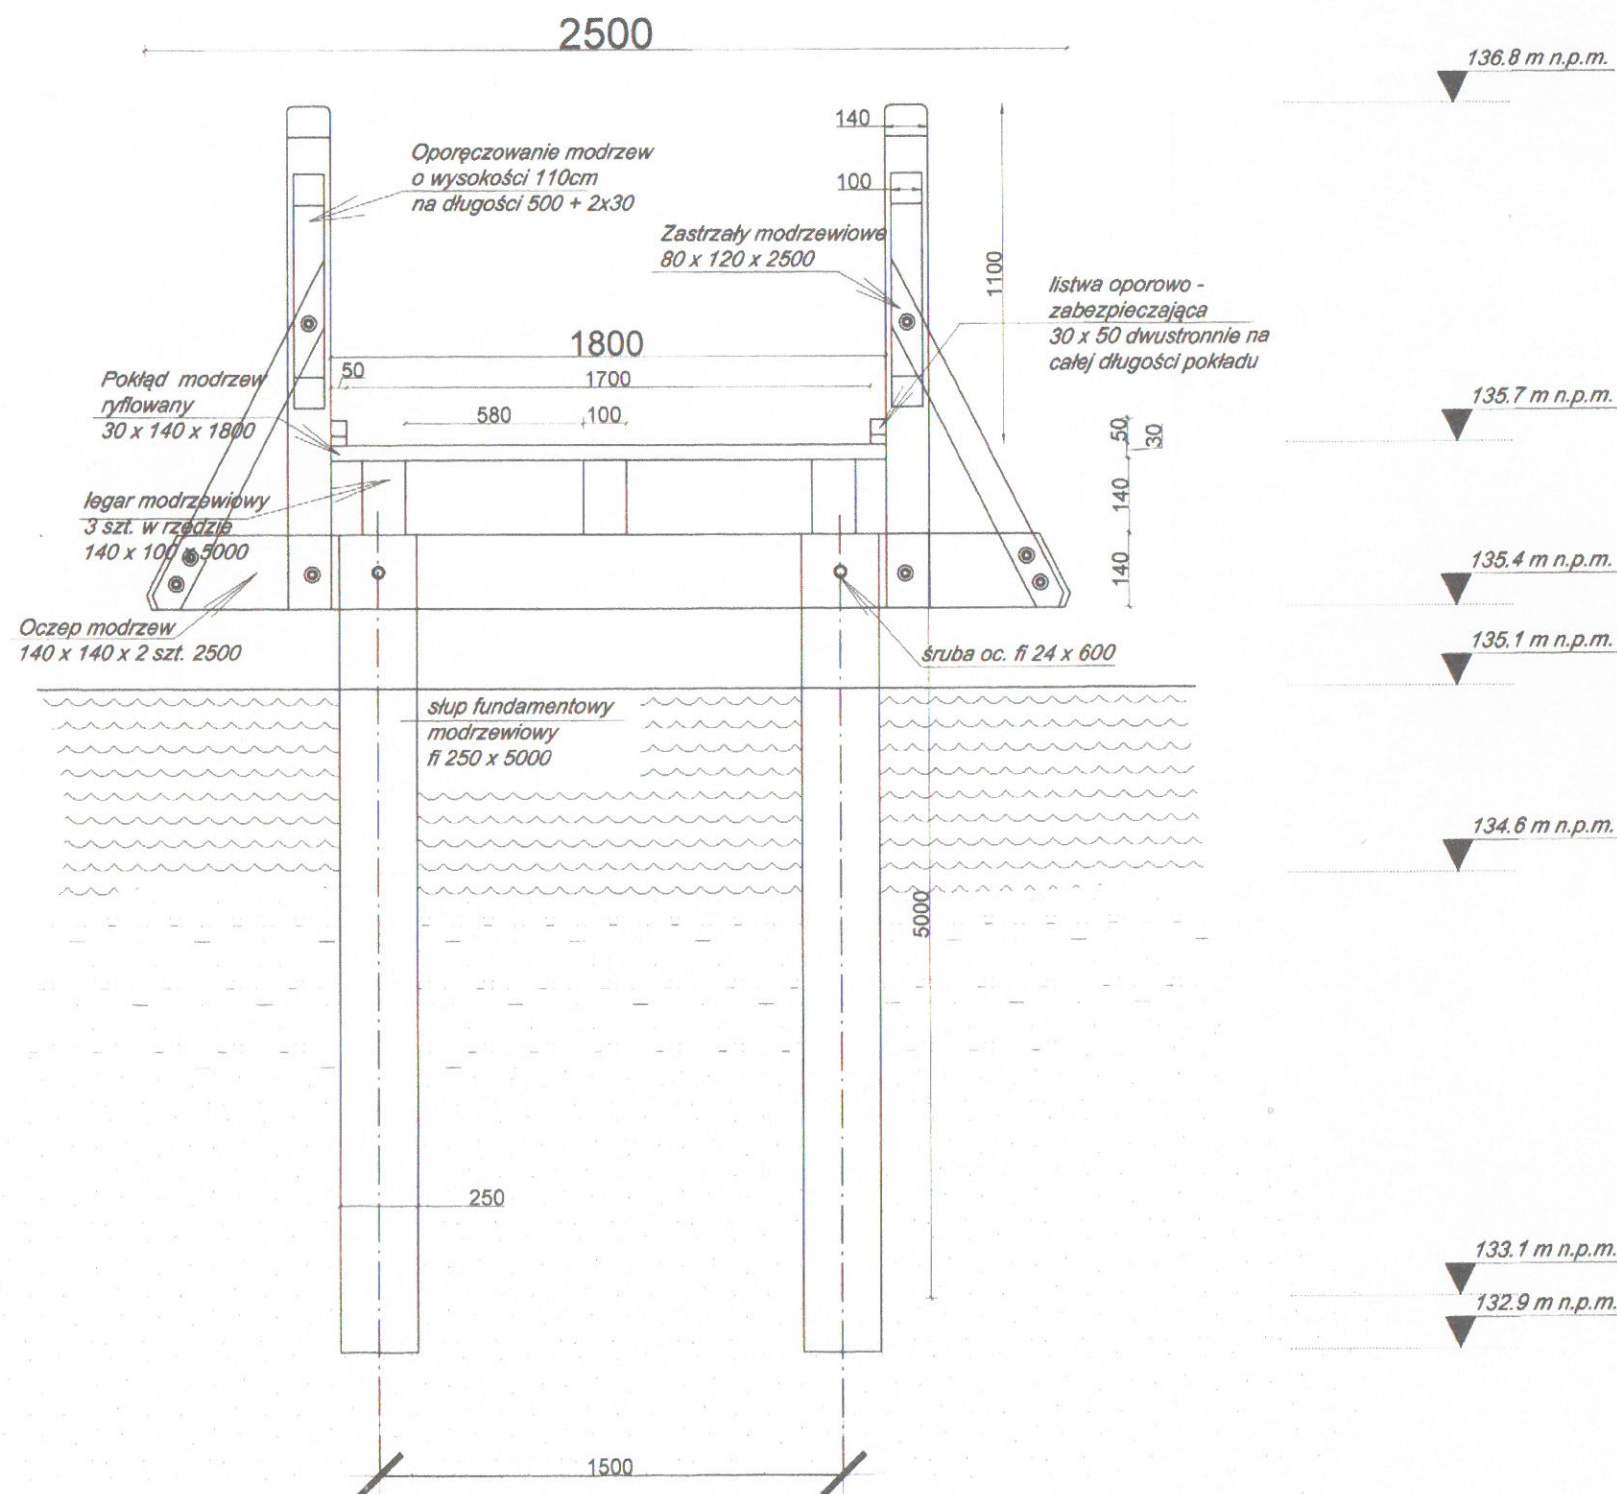 2500
136.8 m n.p.m.
140
Oporęczowanie modrzew
o wysokości 110cm
na długości 500 + 2x30
100
Zastrzały modrzewiowe
80 x 120 x 2500
1100
listwa oporowo -
zabezpieczająca
30 x 50 dwustronnie na
całej długości pokładu
1800
50
1700
Pokład modrzew
ryflowany
30 x 140 x 1800
580
100
135.7 m n.p.m.
50
30
legar modrzewiowy
3 szt. w rzędzie
140 x 100 x 5000
140
140
135.4 m n.p.m.
Oczep modrzew
140 x 140 x 2 szt. 2500
śruba oc. fi 24 x 600
135.1 m n.p.m.
słup fundamentowy
modrzewiowy
fi 250 x 5000
134.6 m n.p.m.
5000
250
133.1 m n.p.m.
132.9 m n.p.m.
1500